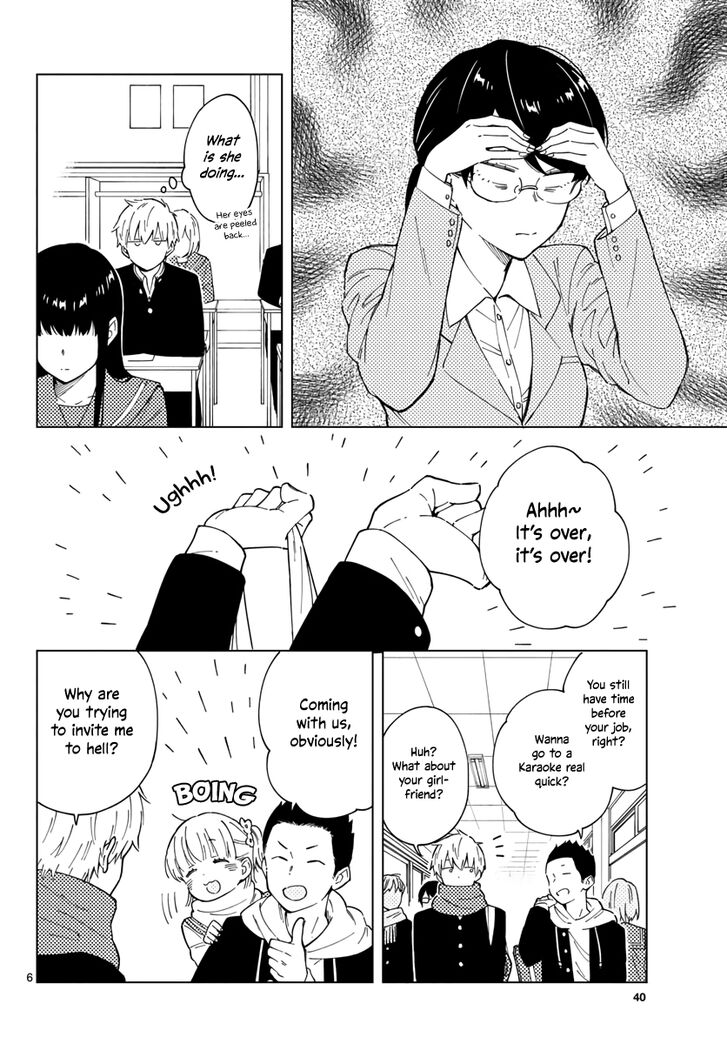 What
is she
doing...
Her eyes
are peeled
back...
Ahhh~
It's over,
it's over!
Ughhh!
You still
have time
before
your job,
right?
Wanna
go to a
Karaoke real
quick?
Huh?
What about
your girl-
friend?
Coming
with us,
obviously!
BOING
Why are
you trying
to invite
me to hell?
6
40